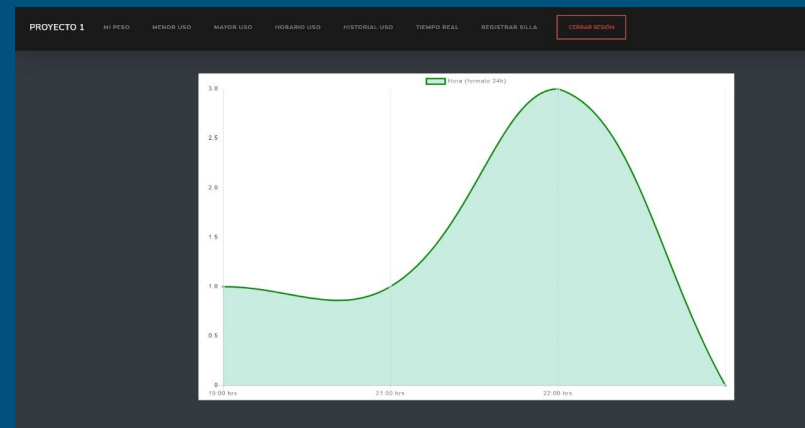 PROYECTO 1 MI PESO MENOR USO MAYOR USO HORARIO USO HISTORIAL USO TIEMPO REAL REGISTRAR SILLA CERRAR SESIÓN
Hora (formato 24h)
3.0
2.5
2.0
1.5
1.0
0.5
0
19:00 hrs 21:00 hrs 22:00 hrs